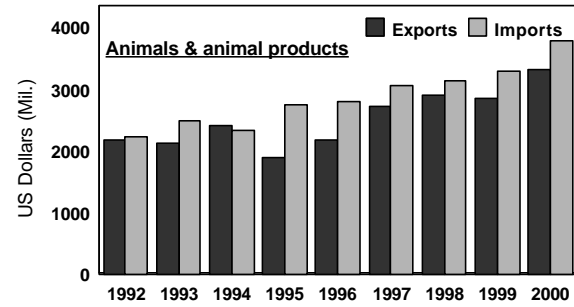 4000
Exports Imports
Animals & animal products
3000
US Dollars (Mil.)
2000
1000
0
1992 1993 1994 1995 1996 1997 1998 1999 2000